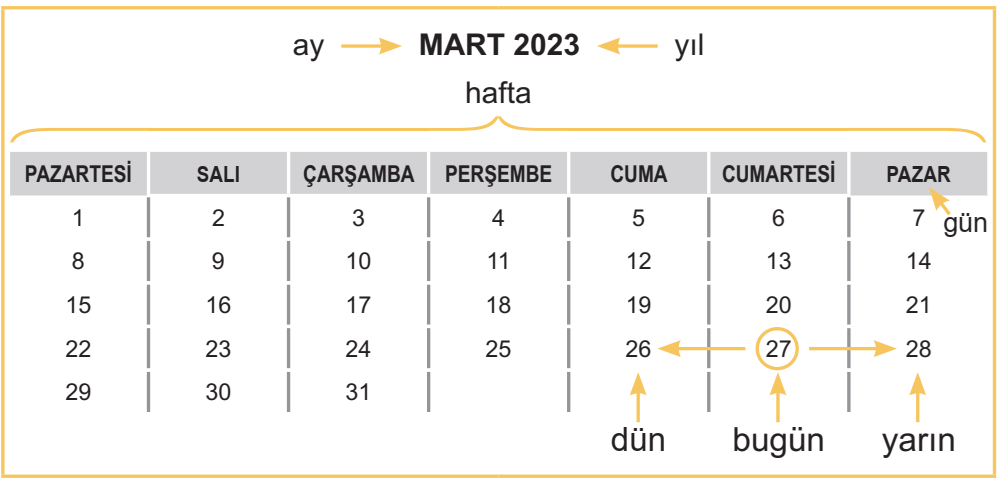 ay MART 2023 yıl
hafta
PAZARTESİ SALI ÇARŞAMBA PERŞEMBE CUMA CUMARTESİ PAZAR
1 2 3 4 5 6 7 gün
8 9 10 11 12 13 14
15 16 17 18 19 20 21
22 23 24 25 26 27 28
29 30 31
dün bugün yarın